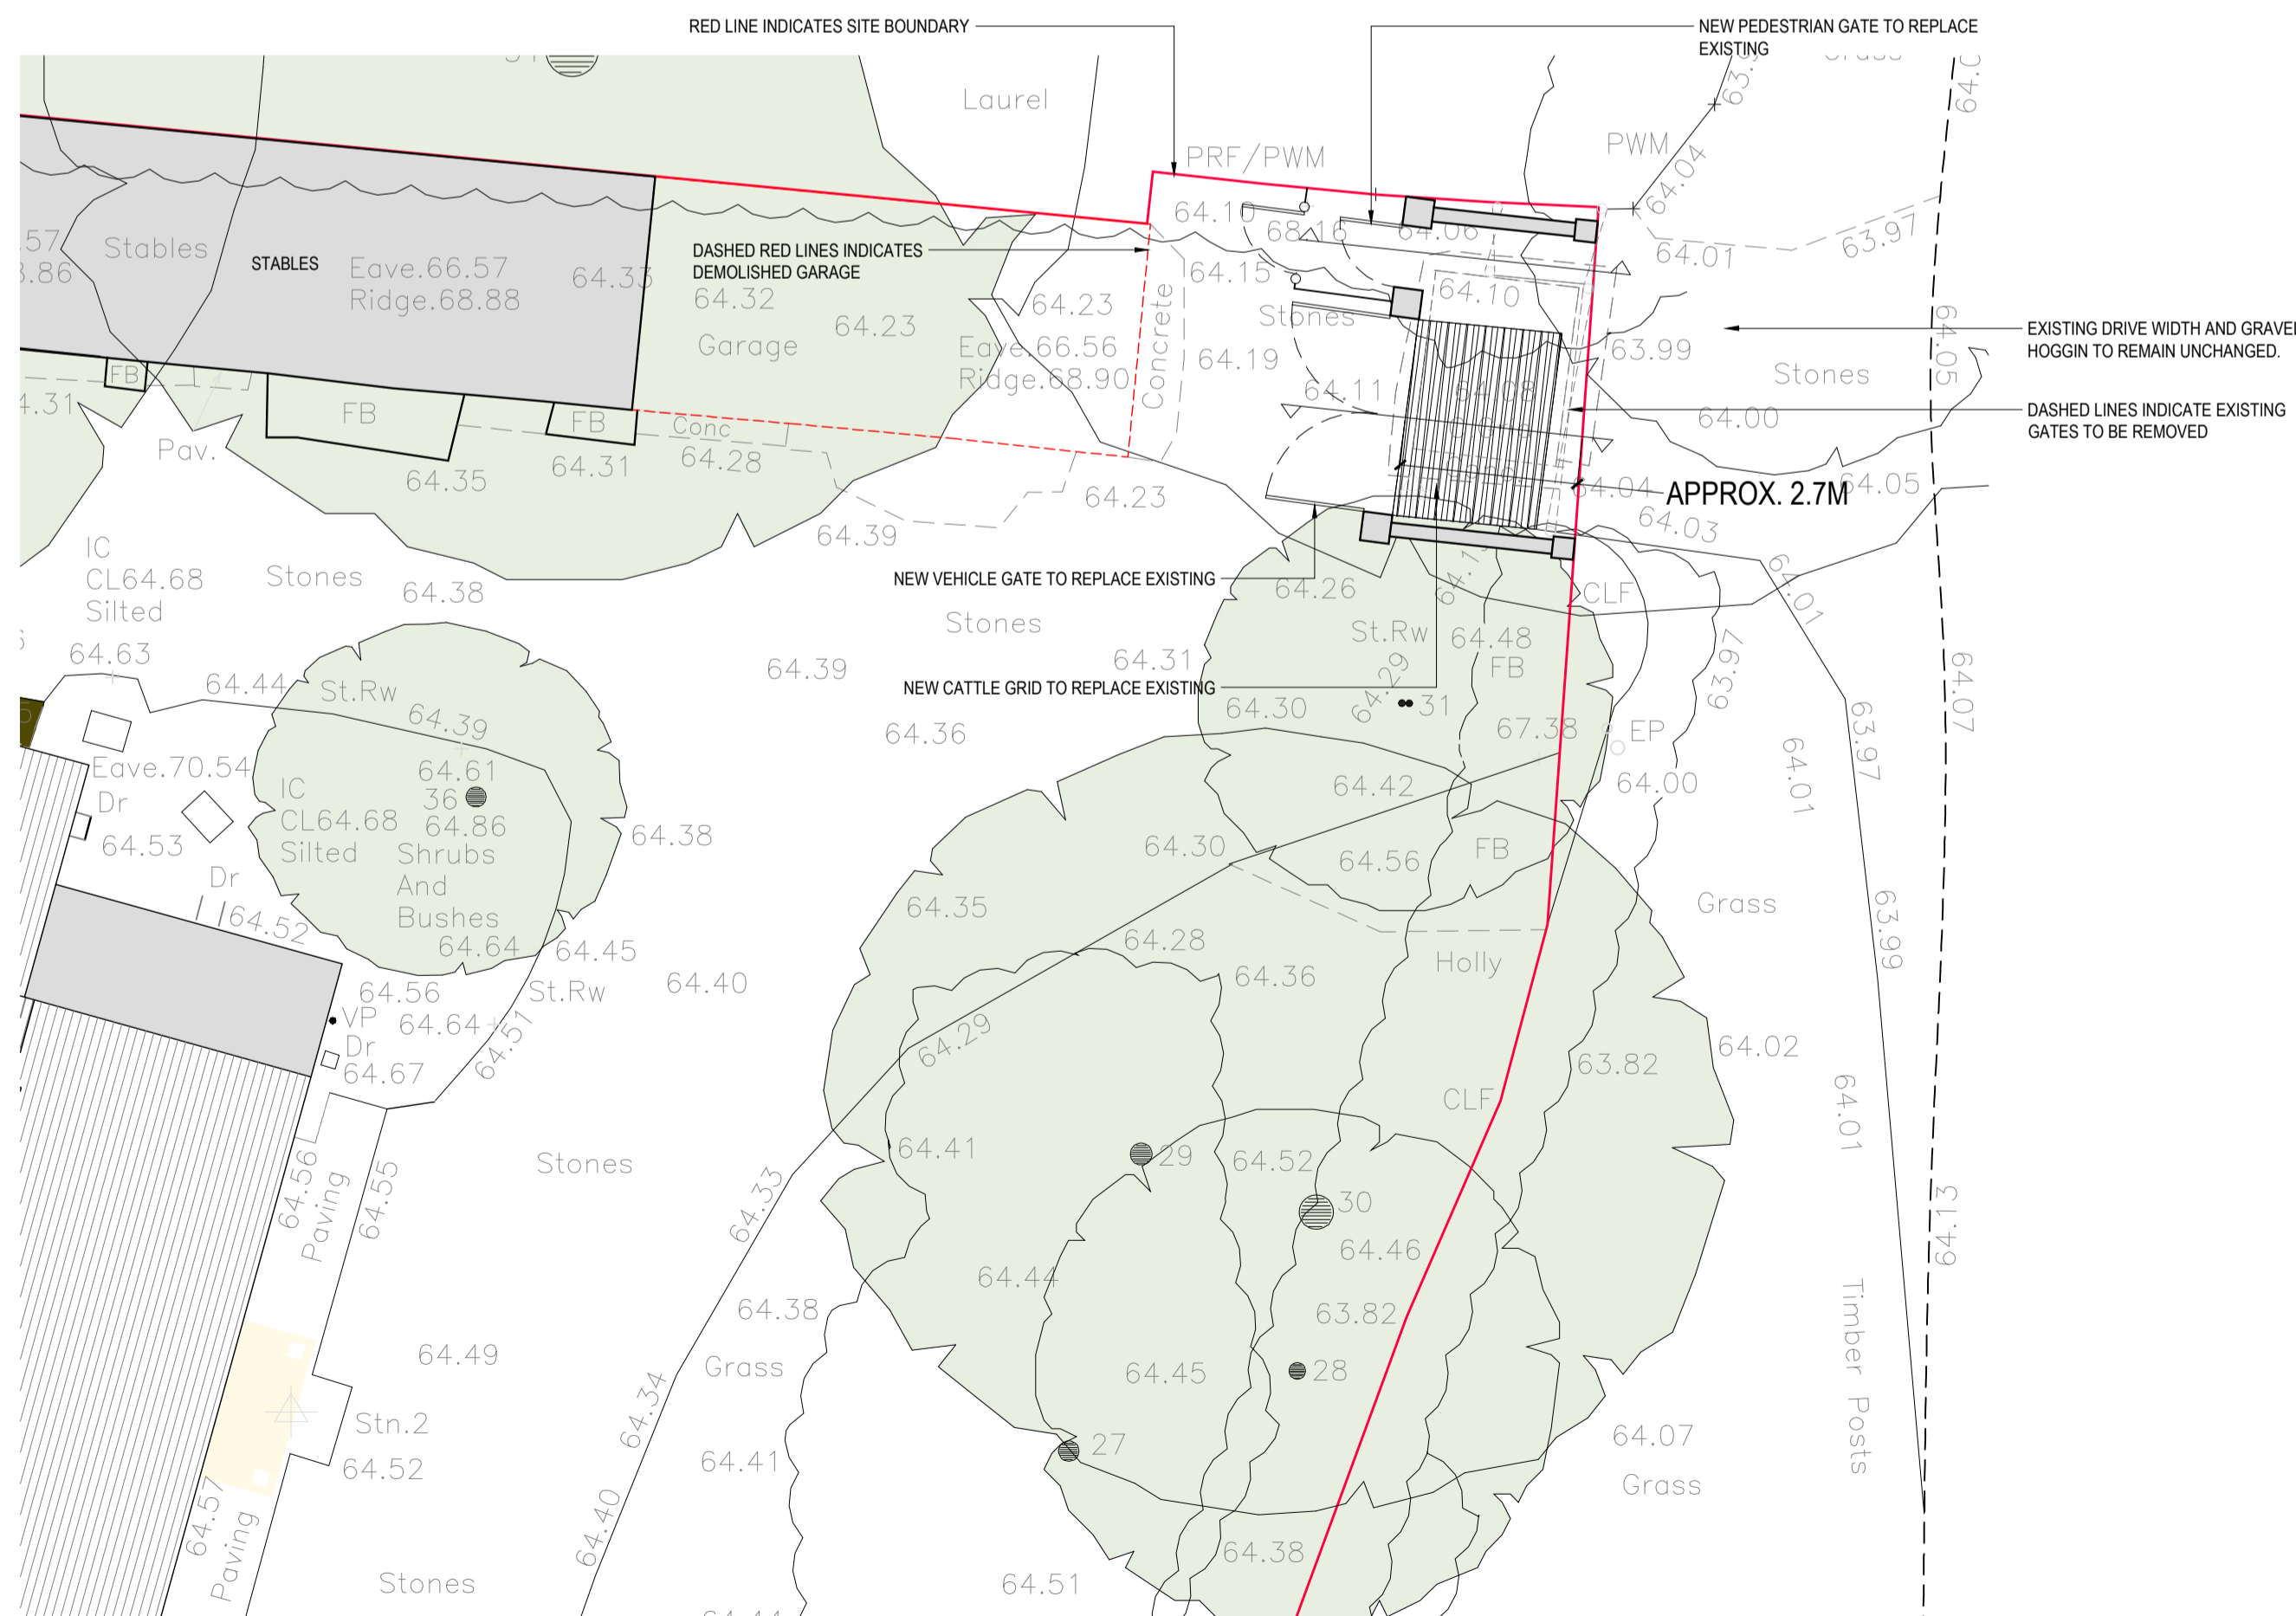 RED LINE INDICATES SITE BOUNDARY
NEW PEDESTRIAN GATE TO REPLACE
EXISTING
Laurel
PRF/PWM
PWM
64.04
64.10
68.16
64.06
64.01
63.97
Stables
STABLES
Eave.66.57
Ridge.68.88
64.33
DASHED RED LINES INDICATES
DEMOLISHED GARAGE
64.32
64.23
Garage
64.23
Eave.66.56
Ridge.68.90
Concrete
64.15
Stones
64.19
64.10
64.11
64.08
63.99
Stones
64.00
64.05
EXISTING DRIVE WIDTH AND GRAVEL
HOGGIN TO REMAIN UNCHANGED.
DASHED LINES INDICATE EXISTING
GATES TO BE REMOVED
FB
FB
FB
Conc
64.28
Pav.
64.35
64.31
64.23
64.39
64.04
APPROX. 2.7M
64.05
64.03
IC
CL64.68
Silted
Stones
64.38
NEW VEHICLE GATE TO REPLACE EXISTING
64.26
CLF
64.01
Stones
St.Rw
64.48
FB
64.63
64.44
St.Rw
64.39
64.39
64.31
NEW CATTLE GRID TO REPLACE EXISTING
64.29
31
64.30
64.36
67.38
EP
63.97
64.07
63.97
64.01
64.00
Eave.70.54
Dr
64.53
64.61
36
IC
CL64.68
Silted
64.86
Shrubs
And
Bushes
64.64
64.38
64.42
64.30
64.56
FB
Dr
64.52
64.45
64.35
64.28
Grass
63.99
64.56
VP
64.64
St.Rw
64.51
Dr
64.67
64.40
64.36
Holly
64.29
CLF
63.82
64.02
64.01
64.56
Paving
64.55
Stones
64.41
29
64.52
30
64.33
64.46
64.13
64.44
64.38
63.82
Timber Posts
64.49
Grass
64.45
28
64.34
Stn.2
64.52
64.41
27
64.07
Grass
64.57
Paving
64.40
Stones
64.51
64.38